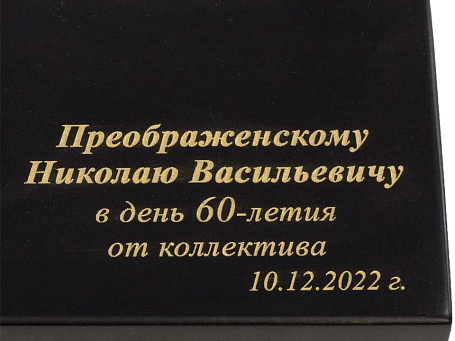 Преображенскому
Николаю Васильевичу
в день 60-летия
от коллектива
10.12.2022 г.